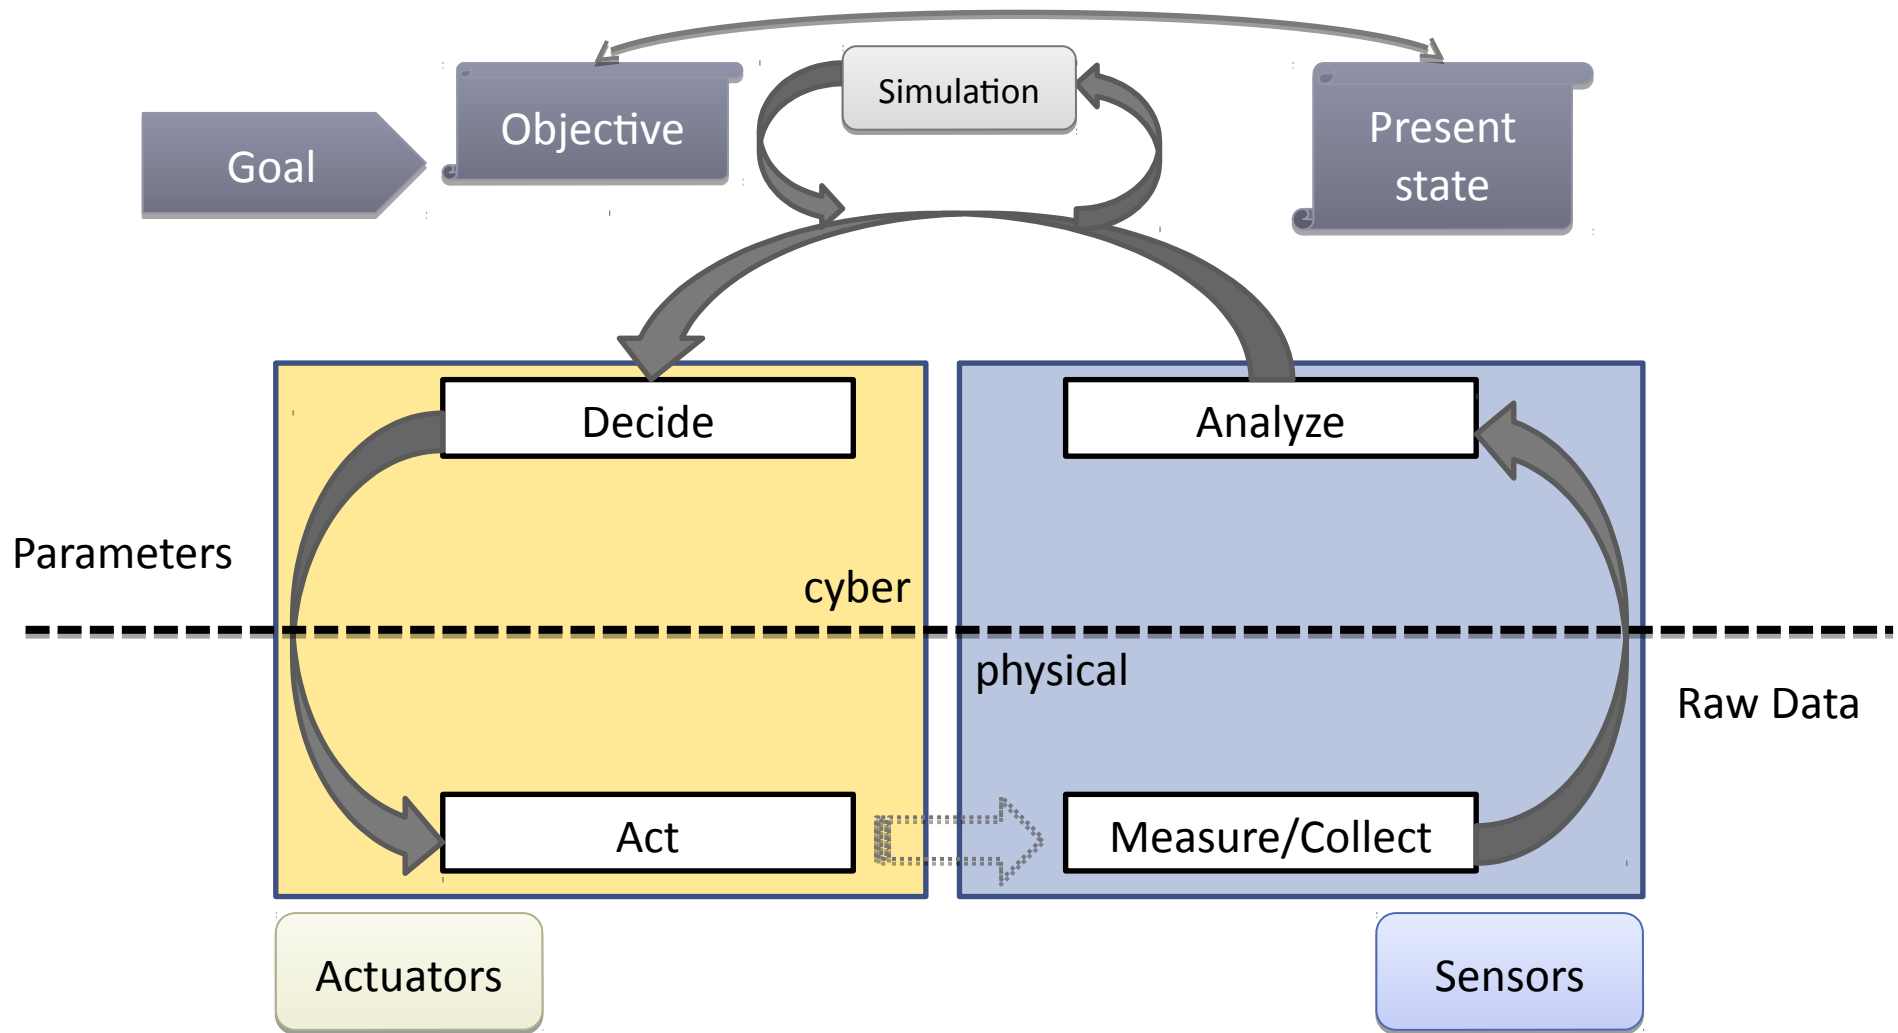 Simulation
Objective
Present
state
Goal
Decide
Analyze
Parameters
cyber
physical
Raw Data
Act
Measure/Collect
Actuators
Sensors